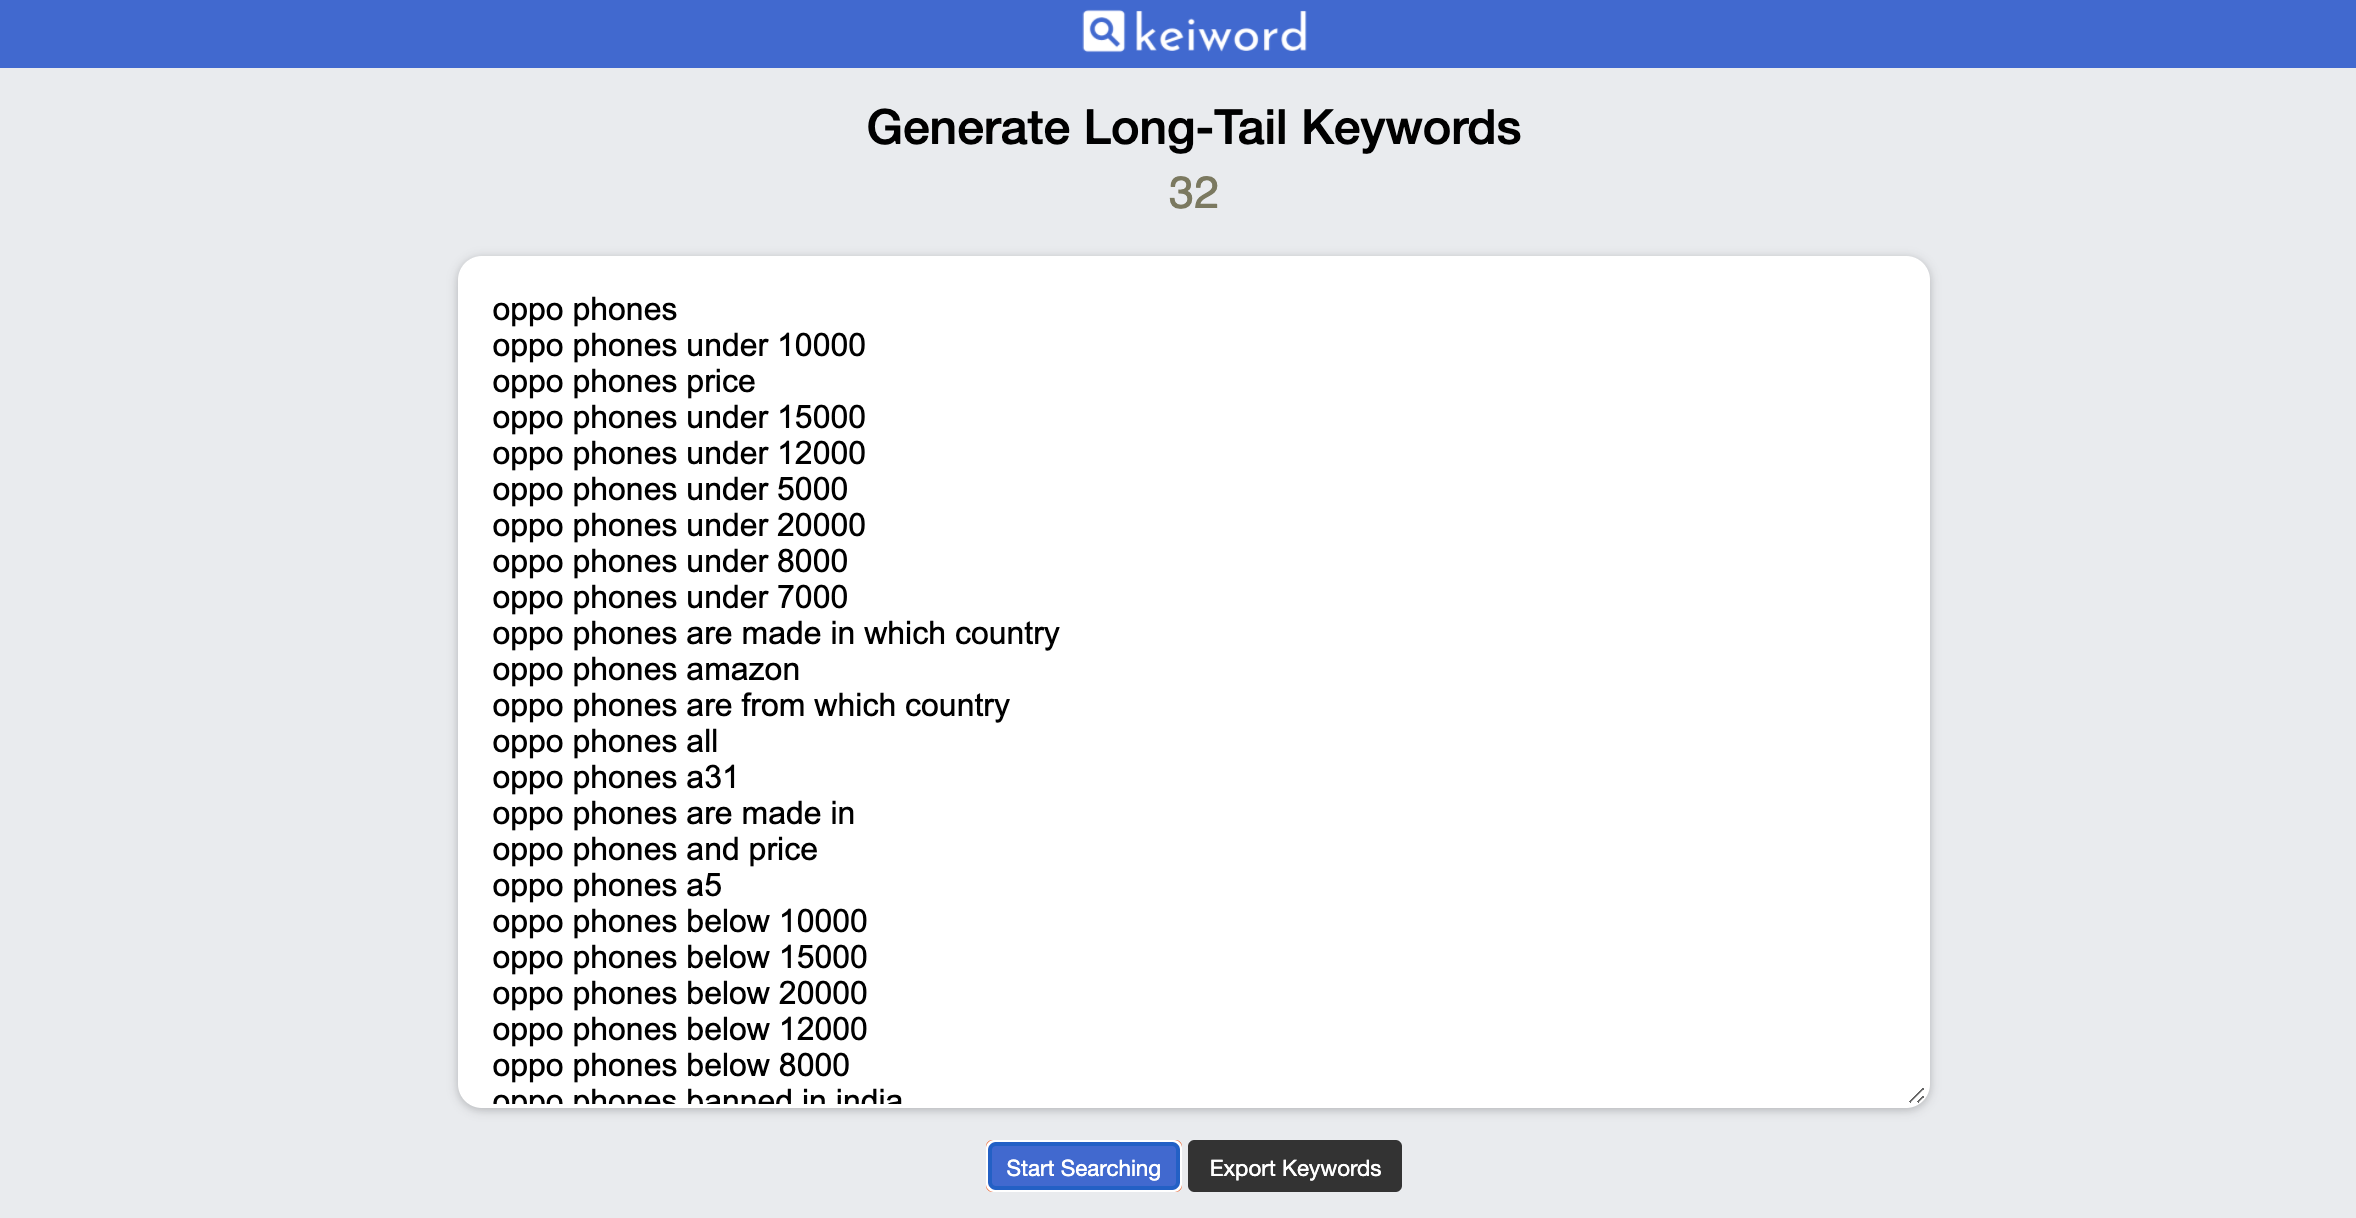 keiword
Generate Long-Tail Keywords
32
oppo phones
oppo phones under 10000
oppo phones price
oppo phones under 15000
oppo phones under 12000
oppo phones under 5000
oppo phones under 20000
oppo phones under 8000
oppo phones under 7000
oppo phones are made in which country
oppo phones amazon
oppo phones are from which country
oppo phones all
oppo phones a31
oppo phones are made in
oppo phones and price
oppo phones a5
oppo phones below 10000
oppo phones below 15000
oppo phones below 20000
oppo phones below 12000
oppo phones below 8000
oppo phones banned in india
Start Searching Export Keywords